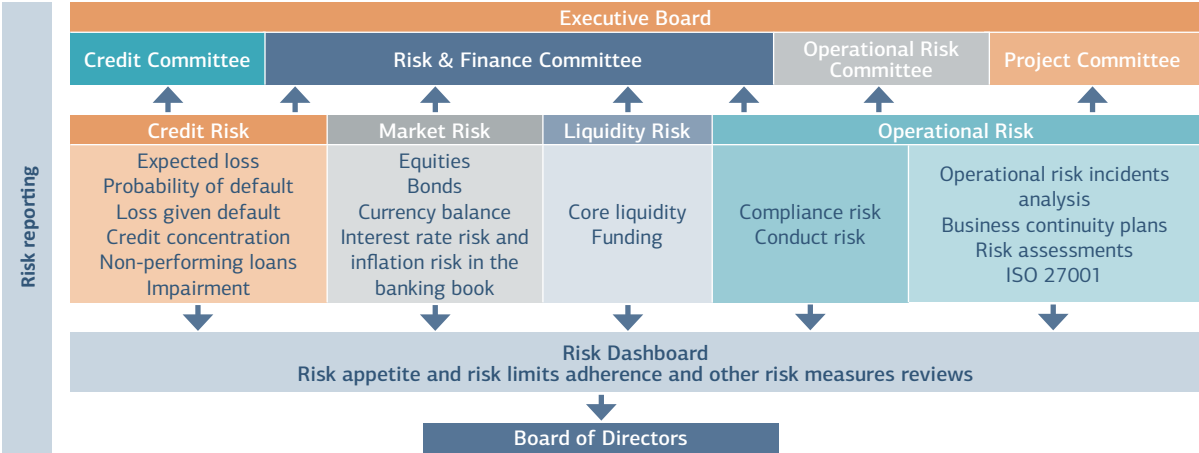 Risk reporting
Executive Board
Credit Committee
Risk & Finance Committee
Operational Risk
Committee
Project Committee
Credit Risk
Expected loss
Probability of default
Loss given default
Credit concentration
Non-performing loans
Impairment
Market Risk
Equities
Bonds
Currency balance
Interest rate risk and
inflation risk in the
banking book
Liquidity Risk
Core liquidity
Funding
Operational Risk
Compliance risk
Conduct risk
Operational risk incidents
analysis
Business continuity plans
Risk assessments
ISO 27001
Risk Dashboard
Risk appetite and risk limits adherence and other risk measures reviews
Board of Directors